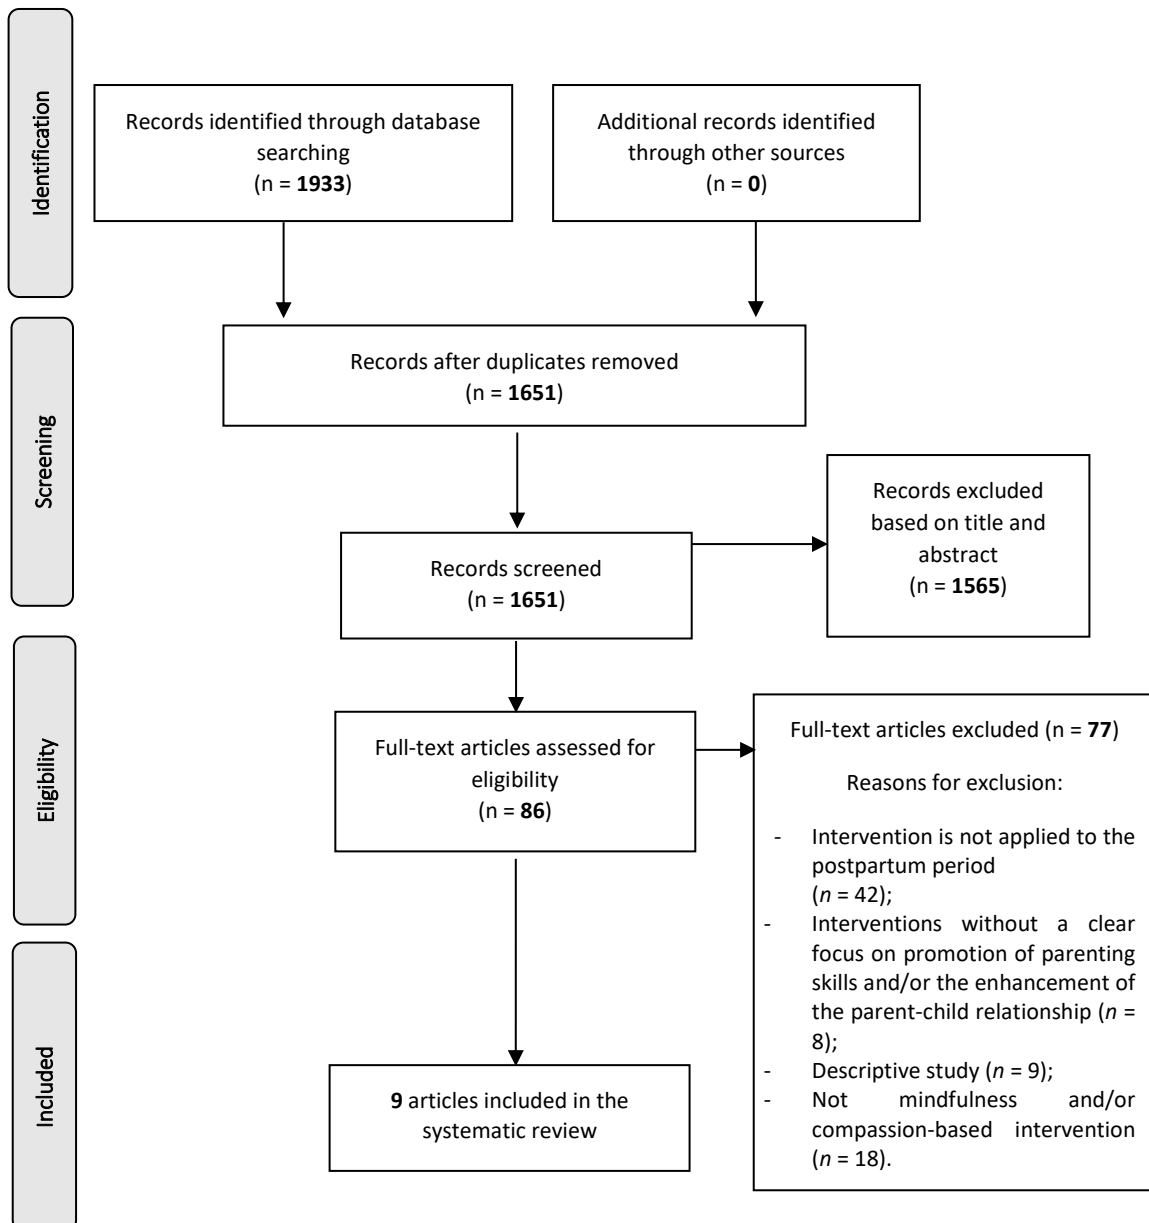 Identification
Records identified through database
searching
(n = 1933)
Additional records identified
through other sources
(n = 0)
Screening
Records after duplicates removed
(n = 1651)
Records screened
(n = 1651)
Records excluded
based on title and
abstract
(n = 1565)
Eligibility
Full-text articles assessed for
eligibility
(n = 86)
Full-text articles excluded (n = 77)
Reasons for exclusion:
- Intervention is not applied to the
postpartum period
(n = 42);
- Interventions without a clear
focus on promotion of parenting
skills and/or the enhancement of
the parent-child relationship (n =
8);
- Descriptive study (n = 9);
- Not mindfulness and/or
compassion-based intervention
(n = 18).
Included
9 articles included in the
systematic review